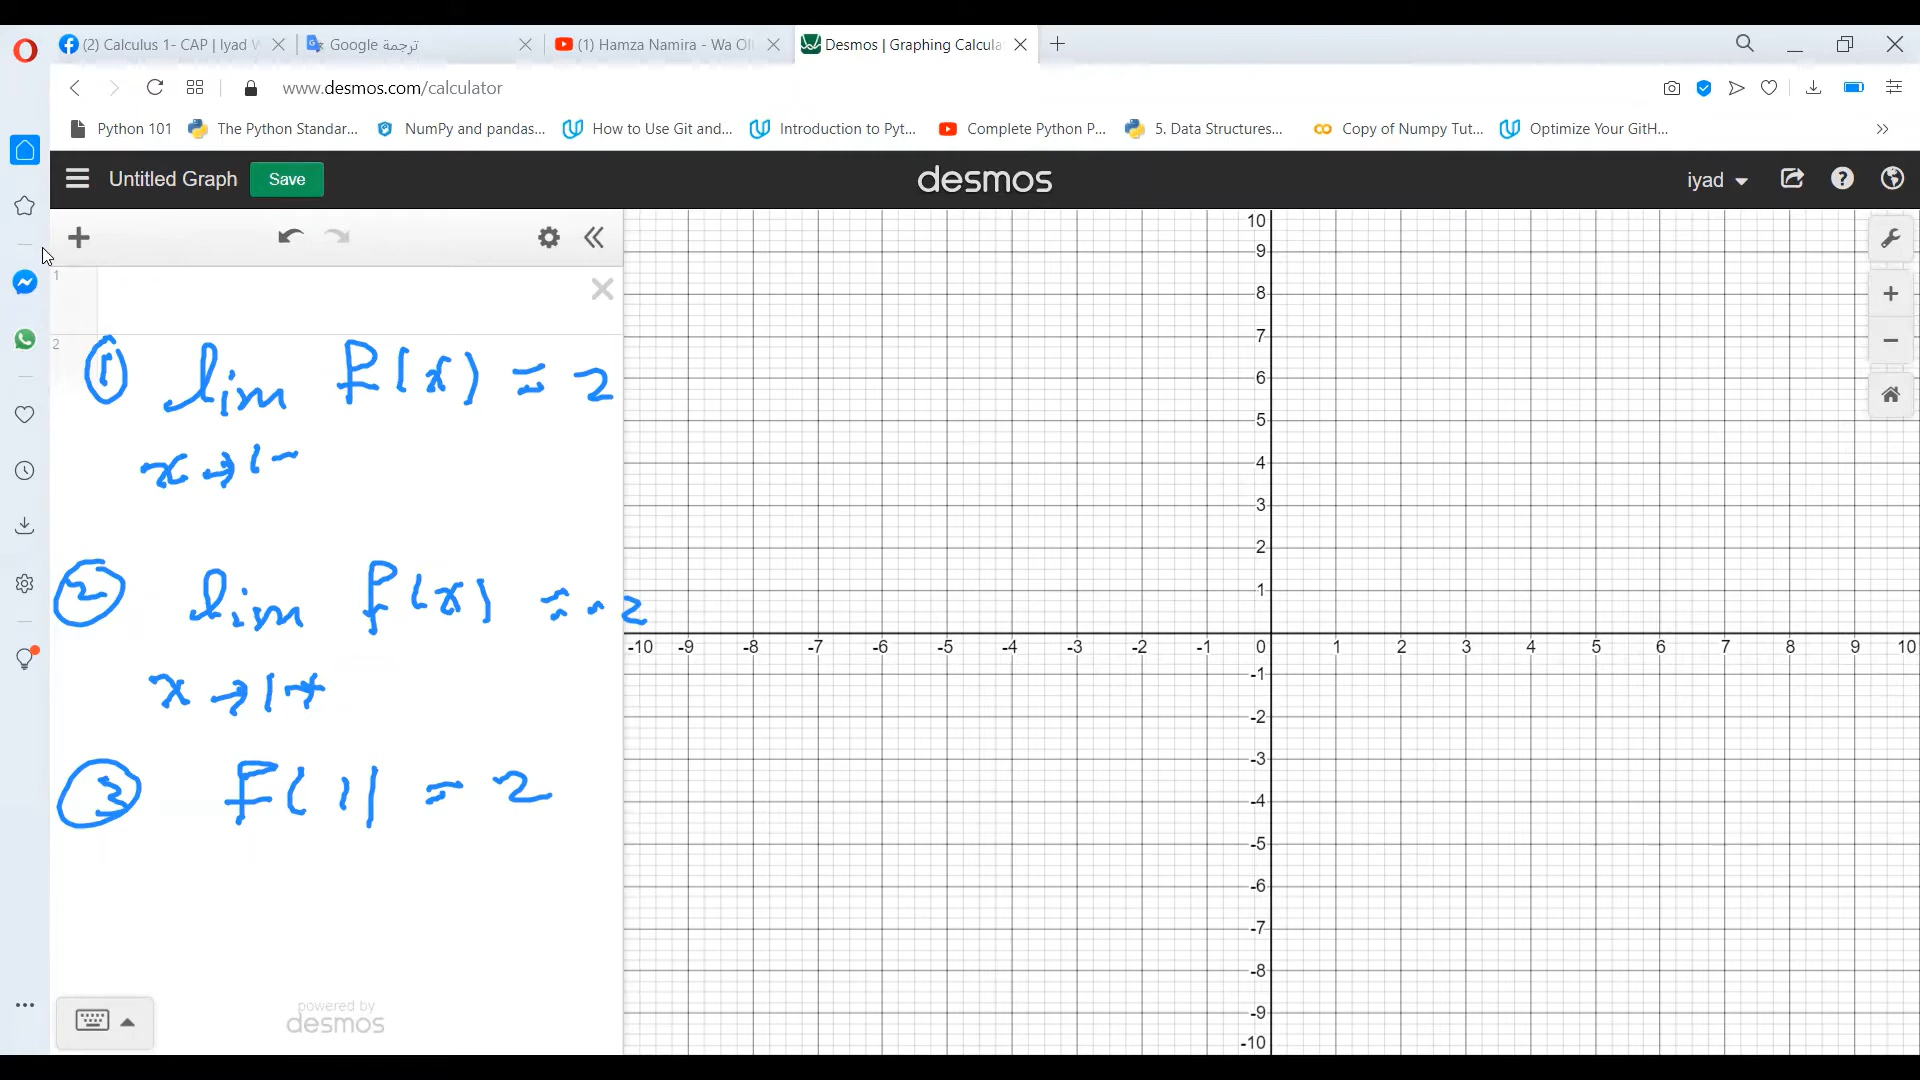 (2) Calculus 1- CAP | Iyad W
Google ترجمة
(1) Hamza Namira - Wa Oll
Desmos | Graphing Calcula
www.desmos.com/calculator
Python 101
The Python Standar...
NumPy and pandas...
How to Use Git and...
Introduction to Pyt...
Complete Python P...
5. Data Structures...
Copy of Numpy Tut...
Optimize Your GitH...
Untitled Graph
Save
desmos
iyad
1
2
① lim f(x) = 2
x→1-
② lim f(x) = -2
x→1+
③ F(1) = 2
powered by
desmos
10
9
8
7
6
5
4
3
2
1
-10 -9 -8 -7 -6 -5 -4 -3 -2 -1 0 1 2 3 4 5 6 7 8 9 10
-1
-2
-3
-4
-5
-6
-7
-8
-9
-10